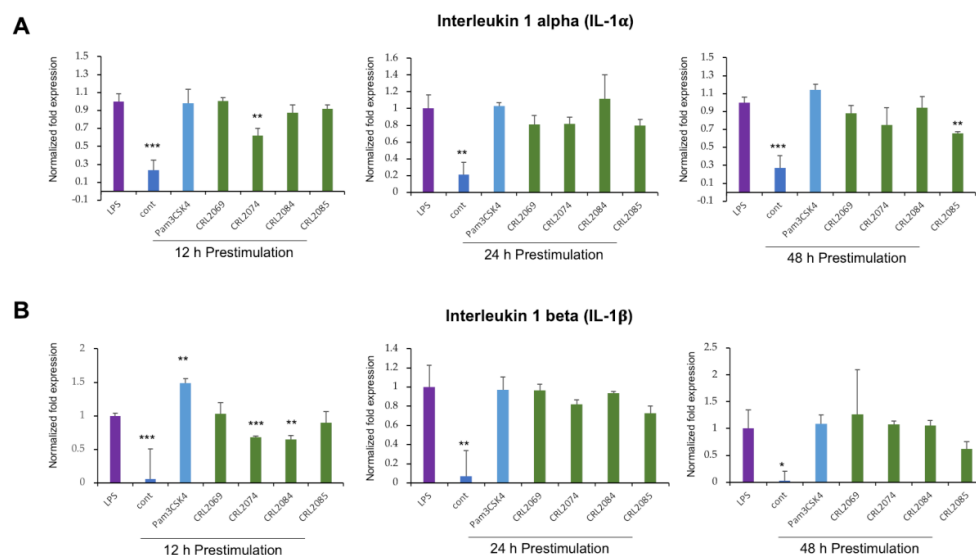 A
Interleukin 1 alpha (IL-1α)
Normalized fold expression
1.5
1.3
1.1
0.9
0.7
0.5
0.3
0.1
-0.1
***
**
LPS
cont
Pam3CSK4
CRL2069
CRL2074
CRL2084
CRL2085
12 h Prestimulation
Normalized fold expression
1.6
1.4
1.2
1
0.8
0.6
0.4
0.2
0
**
LPS
cont
Pam3CSK4
CRL2069
CRL2074
CRL2084
CRL2085
24 h Prestimulation
Normalized fold expression
1.5
1.3
1.1
0.9
0.7
0.5
0.3
0.1
-0.1
***
**
LPS
cont
Pam3CSK4
CRL2069
CRL2074
CRL2084
CRL2085
48 h Prestimulation
B
Interleukin 1 beta (IL-1β)
Normalized fold expression
2
1.5
1
0.5
0
***
**
***
**
LPS
cont
Pam3CSK4
CRL2069
CRL2074
CRL2084
CRL2085
12 h Prestimulation
Normalized fold expression
1.4
1.2
1
0.8
0.6
0.4
0.2
0
**
LPS
cont
Pam3CSK4
CRL2069
CRL2074
CRL2084
CRL2085
24 h Prestimulation
Normalized fold expression
2.5
2
1.5
1
0.5
0
*
LPS
cont
Pam3CSK4
CRL2069
CRL2074
CRL2084
CRL2085
48 h Prestimulation